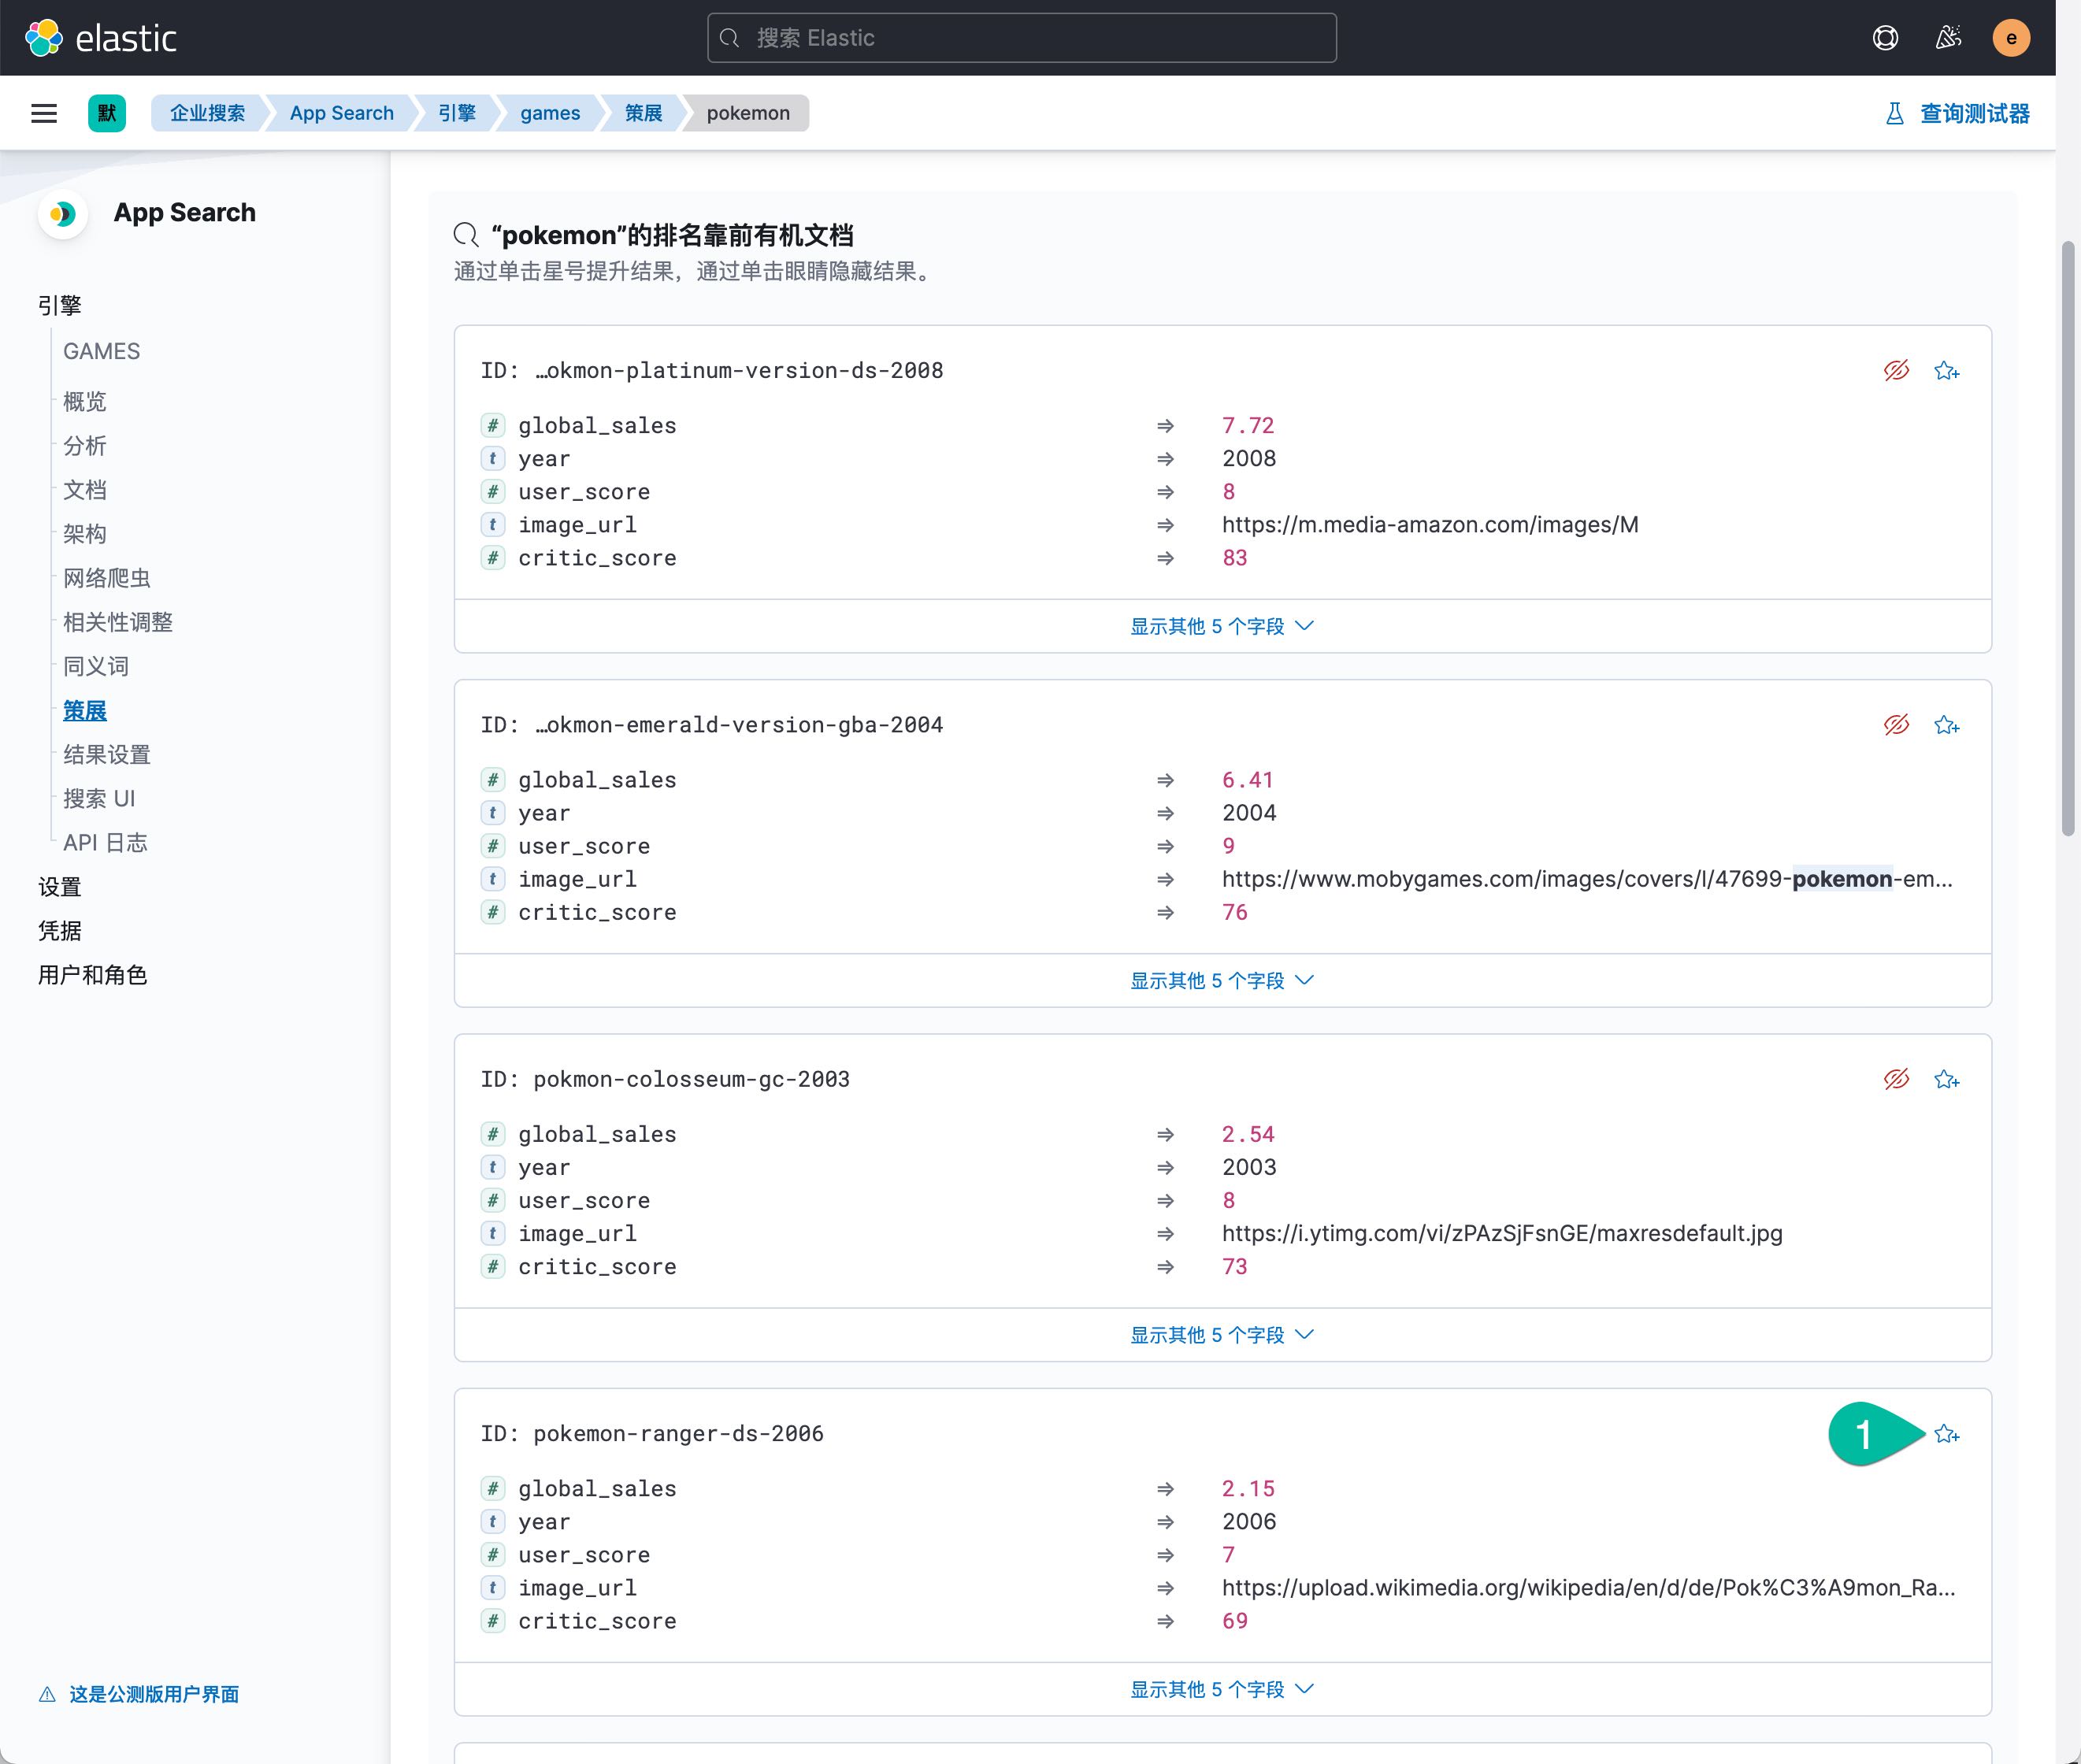 elastic
搜索 Elastic
e
默
企业搜索
App Search
引擎
games
策展
pokemon
查询测试器
App Search
引擎
GAMES
概览
分析
文档
架构
网络爬虫
相关性调整
同义词
策展
结果设置
搜索 UI
API 日志
设置
凭据
用户和角色
这是公测版用户界面
“pokemon”的排名靠前有机文档
通过单击星号提升结果，通过单击眼睛隐藏结果。
ID: …okmon-platinum-version-ds-2008
# global_sales ⇒ 7.72
t year ⇒ 2008
# user_score ⇒ 8
t image_url ⇒ https://m.media-amazon.com/images/M
# critic_score ⇒ 83
显示其他 5 个字段
ID: …okmon-emerald-version-gba-2004
# global_sales ⇒ 6.41
t year ⇒ 2004
# user_score ⇒ 9
t image_url ⇒ https://www.mobygames.com/images/covers/l/47699-pokemon-em...
# critic_score ⇒ 76
显示其他 5 个字段
ID: pokmon-colosseum-gc-2003
# global_sales ⇒ 2.54
t year ⇒ 2003
# user_score ⇒ 8
t image_url ⇒ https://i.ytimg.com/vi/zPAzSjFsnGE/maxresdefault.jpg
# critic_score ⇒ 73
显示其他 5 个字段
ID: pokemon-ranger-ds-2006
1
# global_sales ⇒ 2.15
t year ⇒ 2006
# user_score ⇒ 7
t image_url ⇒ https://upload.wikimedia.org/wikipedia/en/d/de/Pok%C3%A9mon_Ra...
# critic_score ⇒ 69
显示其他 5 个字段